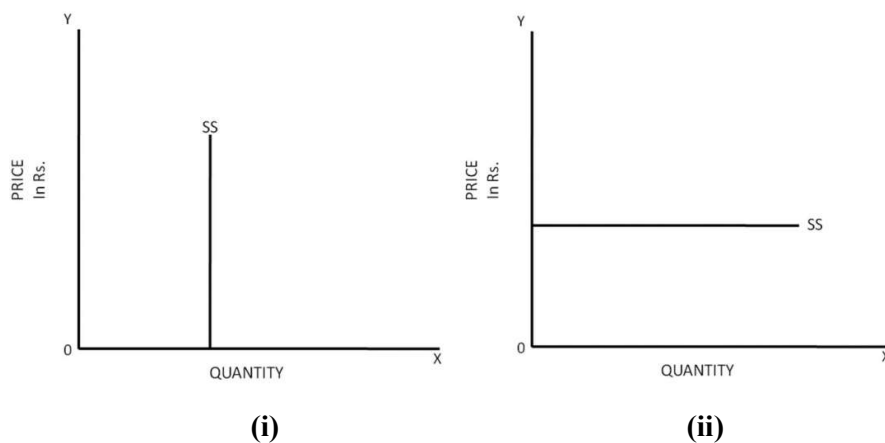 Y
SS
PRICE
In Rs.
0
X
QUANTITY
(i)
Y
SS
PRICE
In Rs.
0
X
QUANTITY
(ii)